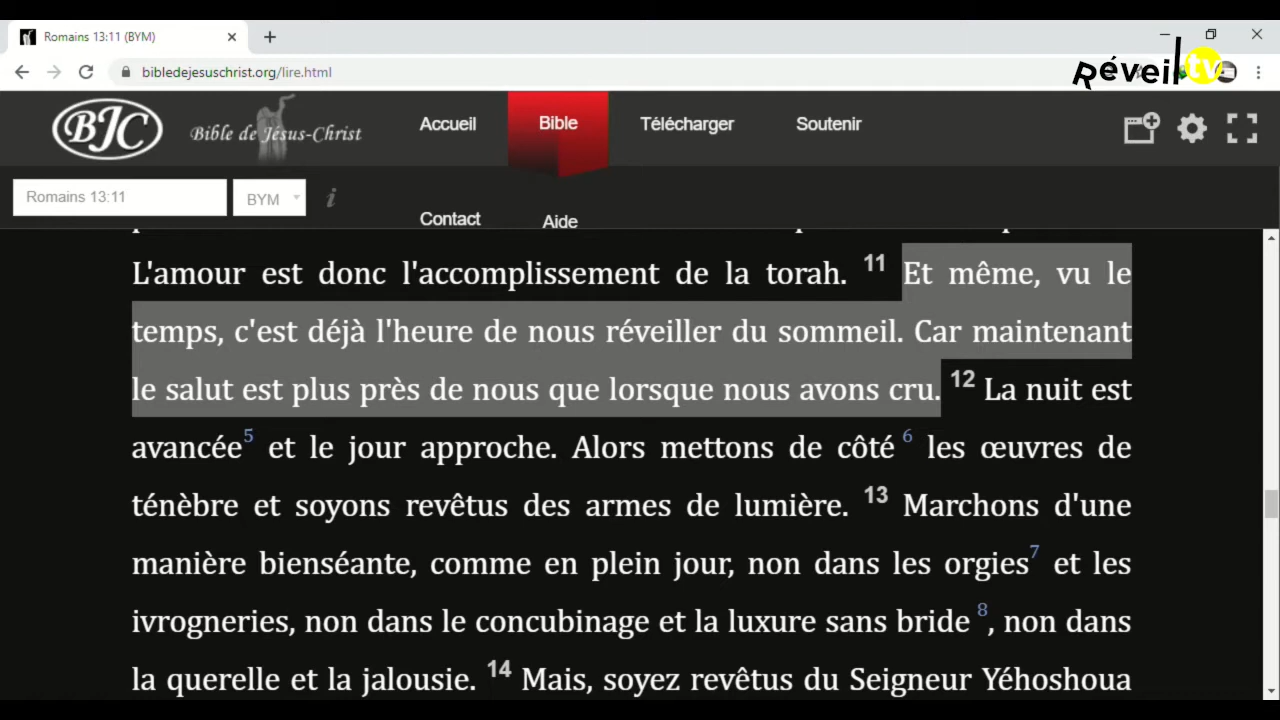 Romains 13:11 (BYM)
Réveil tv
bibledejesuschrist.org/lire.html
BJC Bible de Jésus-Christ Accueil Bible Télécharger Soutenir
Romains 13:11 BYM i Contact Aide
L'amour est donc l'accomplissement de la torah. 11 Et même, vu le
temps, c'est déjà l'heure de nous réveiller du sommeil. Car maintenant
le salut est plus près de nous que lorsque nous avons cru. 12 La nuit est
avancée5 et le jour approche. Alors mettons de côté 6 les œuvres de
ténèbre et soyons revêtus des armes de lumière. 13 Marchons d'une
manière bienséante, comme en plein jour, non dans les orgies7 et les
ivrogneries, non dans le concubinage et la luxure sans bride 8, non dans
la querelle et la jalousie. 14 Mais, soyez revêtus du Seigneur Yéhoshoua